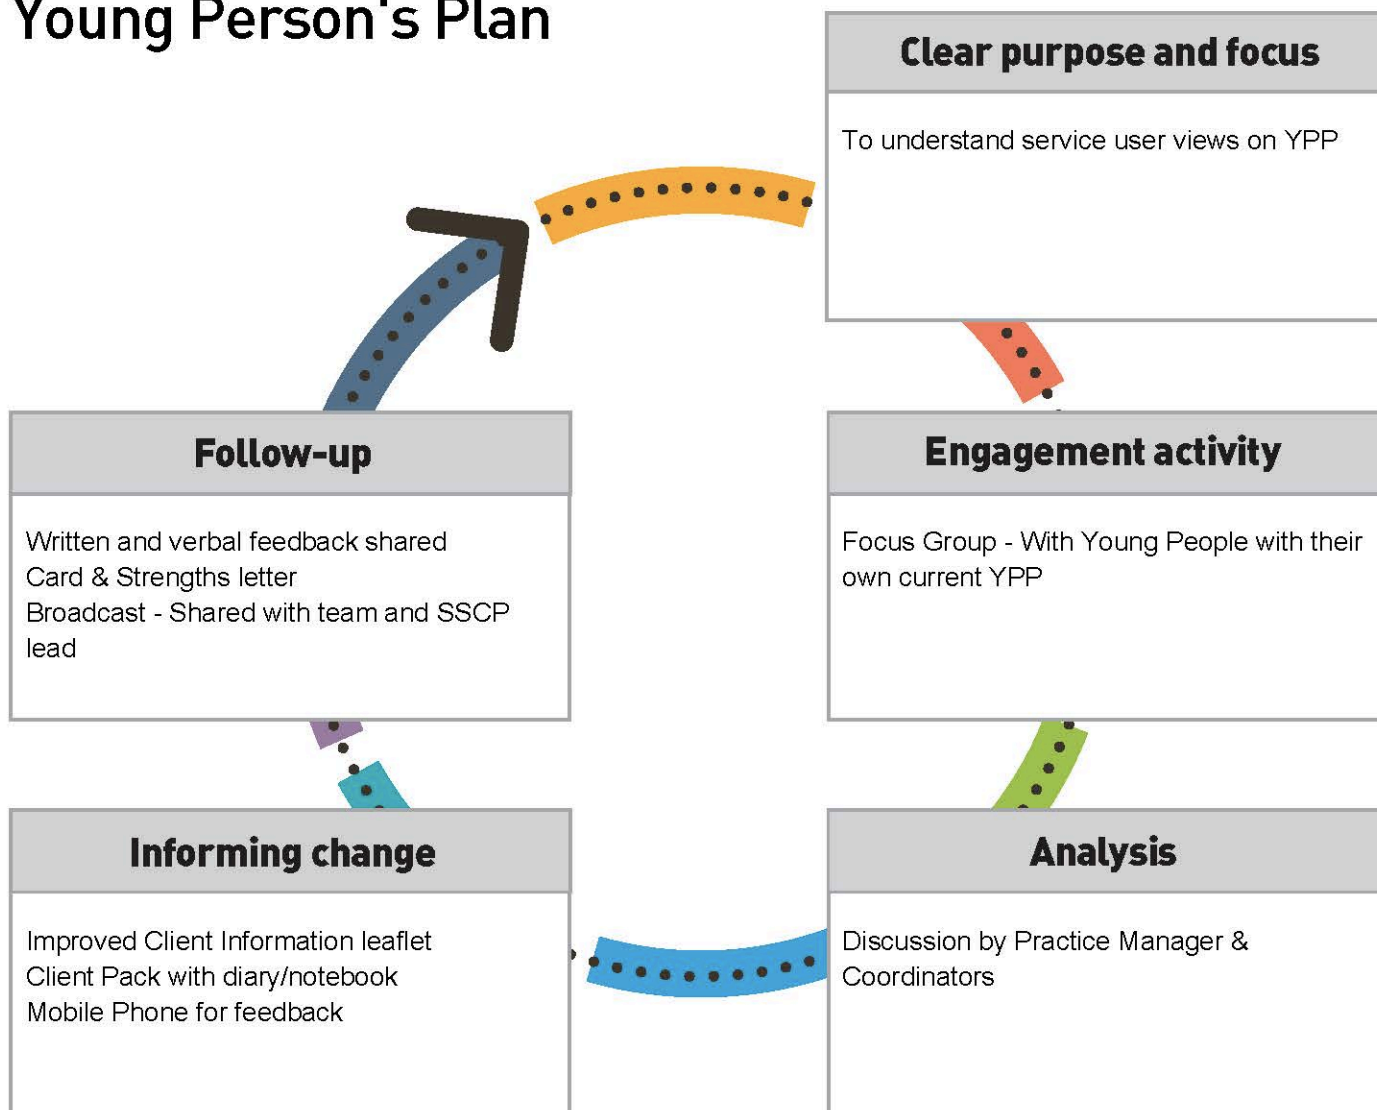 Young Person's Plan
Clear purpose and focus
To understand service user views on YPP
Engagement activity
Focus Group - With Young People with their
own current YPP
Analysis
Discussion by Practice Manager &
Coordinators
Informing change
Improved Client Information leaflet
Client Pack with diary/notebook
Mobile Phone for feedback
Follow-up
Written and verbal feedback shared
Card & Strengths letter
Broadcast - Shared with team and SSCP
lead